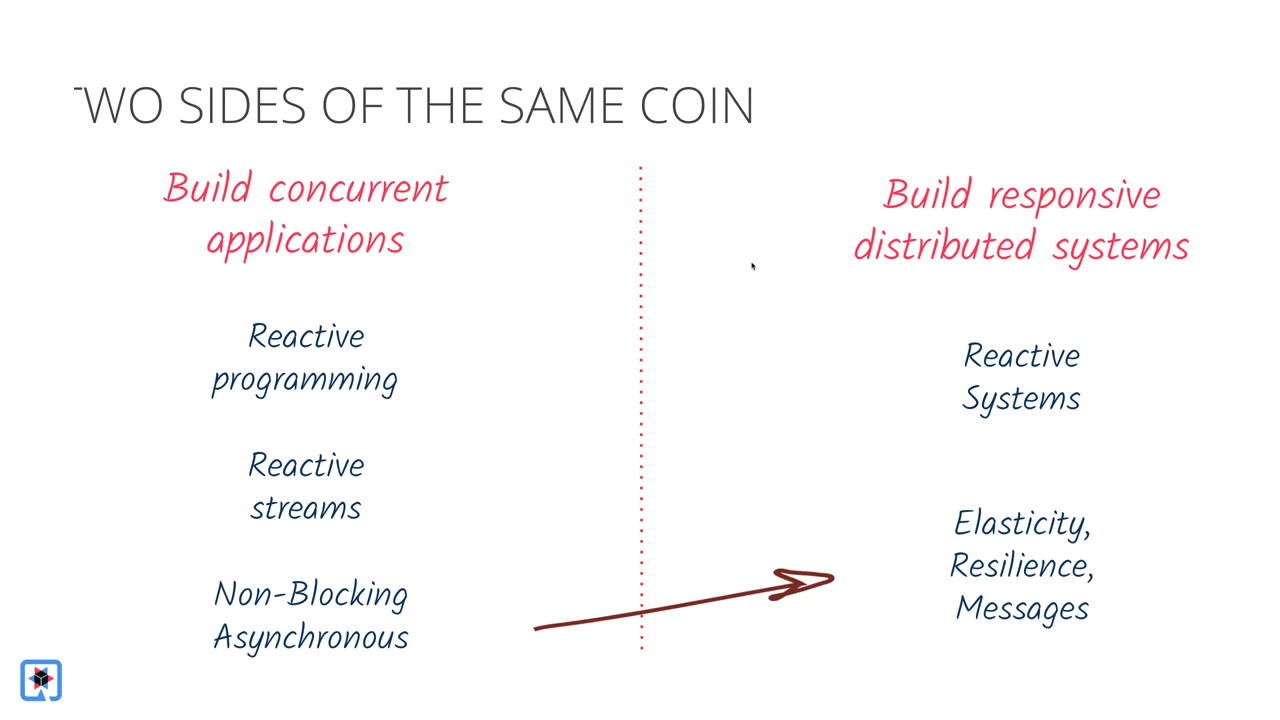 TWO SIDES OF THE SAME COIN
Build concurrent
applications
Reactive
programming
Reactive
streams
Non-Blocking
Asynchronous
Build responsive
distributed systems
Reactive
Systems
Elasticity,
Resilience,
Messages